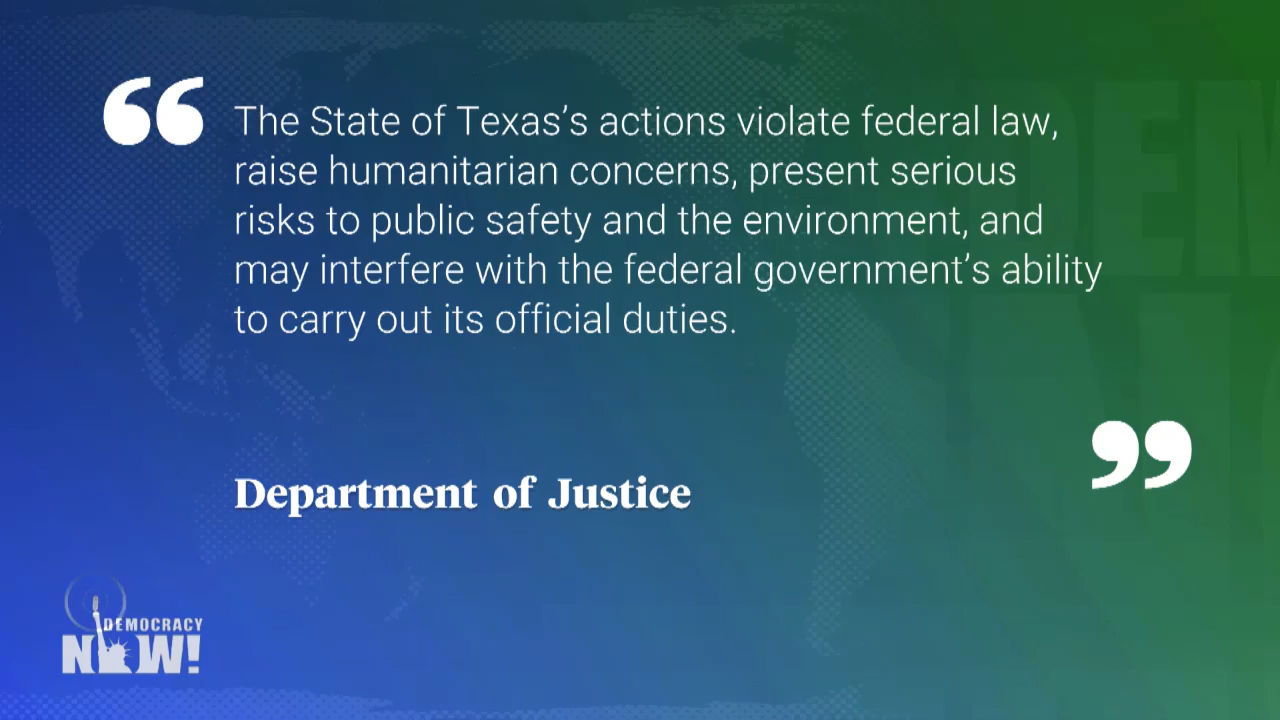 “ The State of Texas’s actions violate federal law,
raise humanitarian concerns, present serious
risks to public safety and the environment, and
may interfere with the federal government’s ability
to carry out its official duties.
”
Department of Justice
DEMOCRACY
NOW!